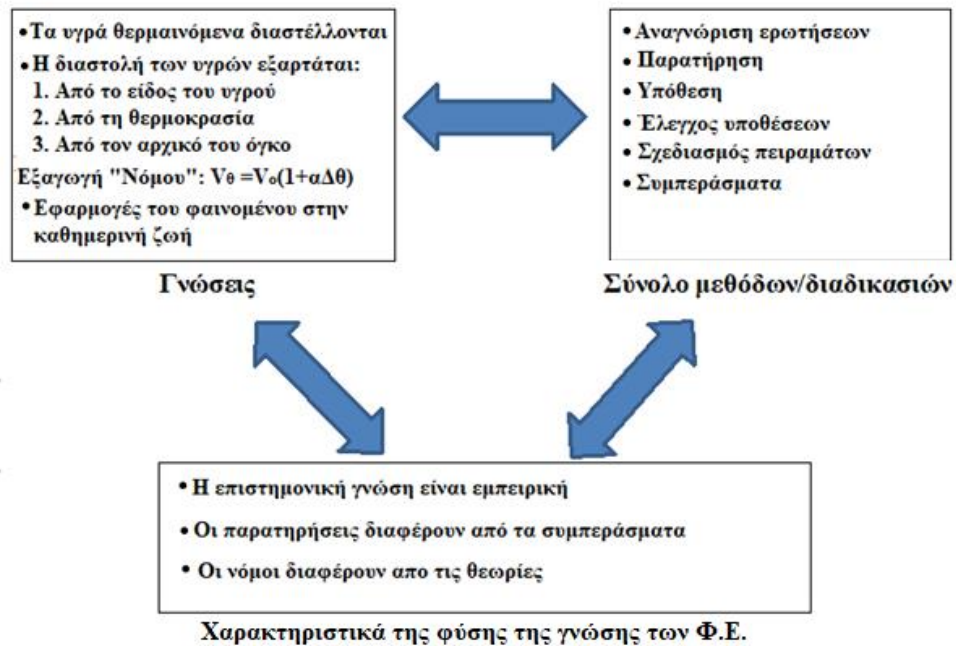 • Τα υγρά θερμαινόμενα διαστέλλονται
• Η διαστολή των υγρών εξαρτάται:
1. Από το είδος του υγρού
2. Από τη θερμοκρασία
3. Από τον αρχικό του όγκο
Εξαγωγή "Νόμου": Vθ =Vο(1+αΔθ)
• Εφαρμογές του φαινομένου στην
καθημερινή ζωή
Γνώσεις
• Αναγνώριση ερωτήσεων
• Παρατήρηση
• Υπόθεση
• Έλεγχος υποθέσεων
• Σχεδιασμός πειραμάτων
• Συμπεράσματα
Σύνολο μεθόδων/διαδικασιών
• Η επιστημονική γνώση είναι εμπειρική
• Οι παρατηρήσεις διαφέρουν από τα συμπεράσματα
• Οι νόμοι διαφέρουν απο τις θεωρίες
Χαρακτηριστικά της φύσης της γνώσης των Φ.Ε.